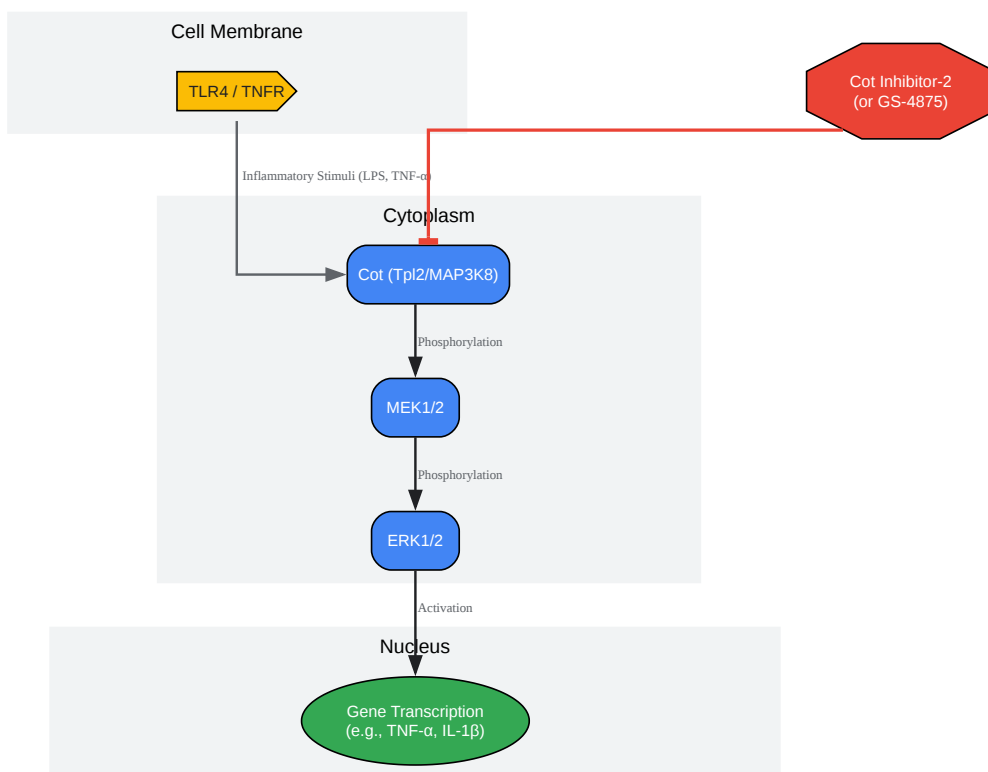 Cell Membrane
TLR4 / TNFR
Cot Inhibitor-2
(or GS-4875)
Inflammatory Stimuli (LPS, TNF-α)
Cytoplasm
Cot (Tpl2/MAP3K8)
Phosphorylation
MEK1/2
Phosphorylation
ERK1/2
Activation
Nucleus
Gene Transcription
(e.g., TNF-α, IL-1β)